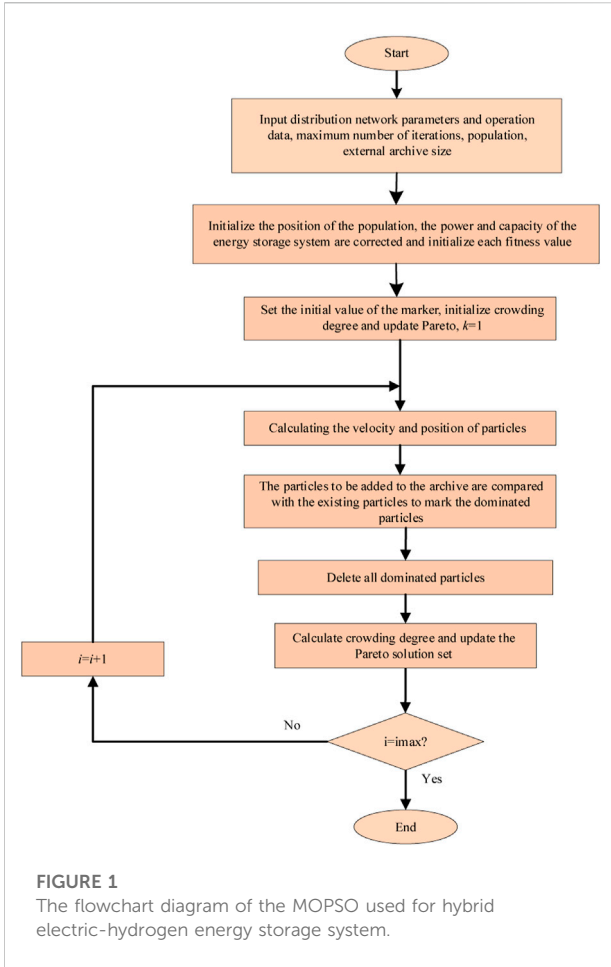 Start
Input distribution network parameters and operation
data, maximum number of iterations, population,
external archive size
Initialize the position of the population, the power and capacity of the
energy storage system are corrected and initialize each fitness value
Set the initial value of the marker, initialize crowding
degree and update Pareto, k=1
Calculating the velocity and position of particles
The particles to be added to the archive are compared
with the existing particles to mark the dominated
particles
Delete all dominated particles
Calculate crowding degree and update the
Pareto solution set
i=i+1
No
i=imax?
Yes
End
FIGURE 1
The flowchart diagram of the MOPSO used for hybrid
electric-hydrogen energy storage system.